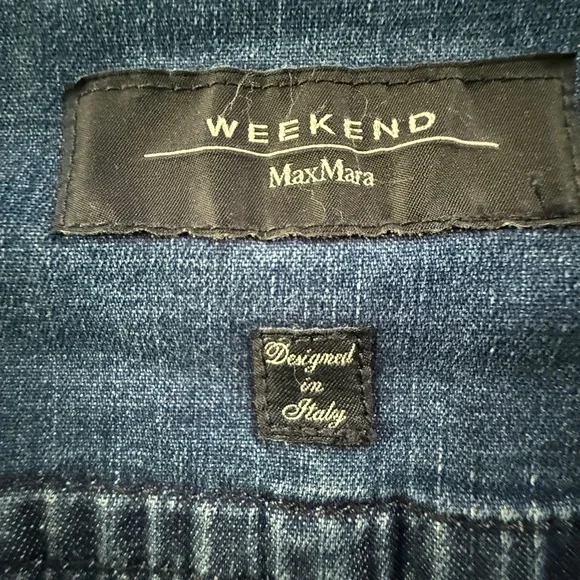 WEEKEND
MaxMara
Designed
in
Italy